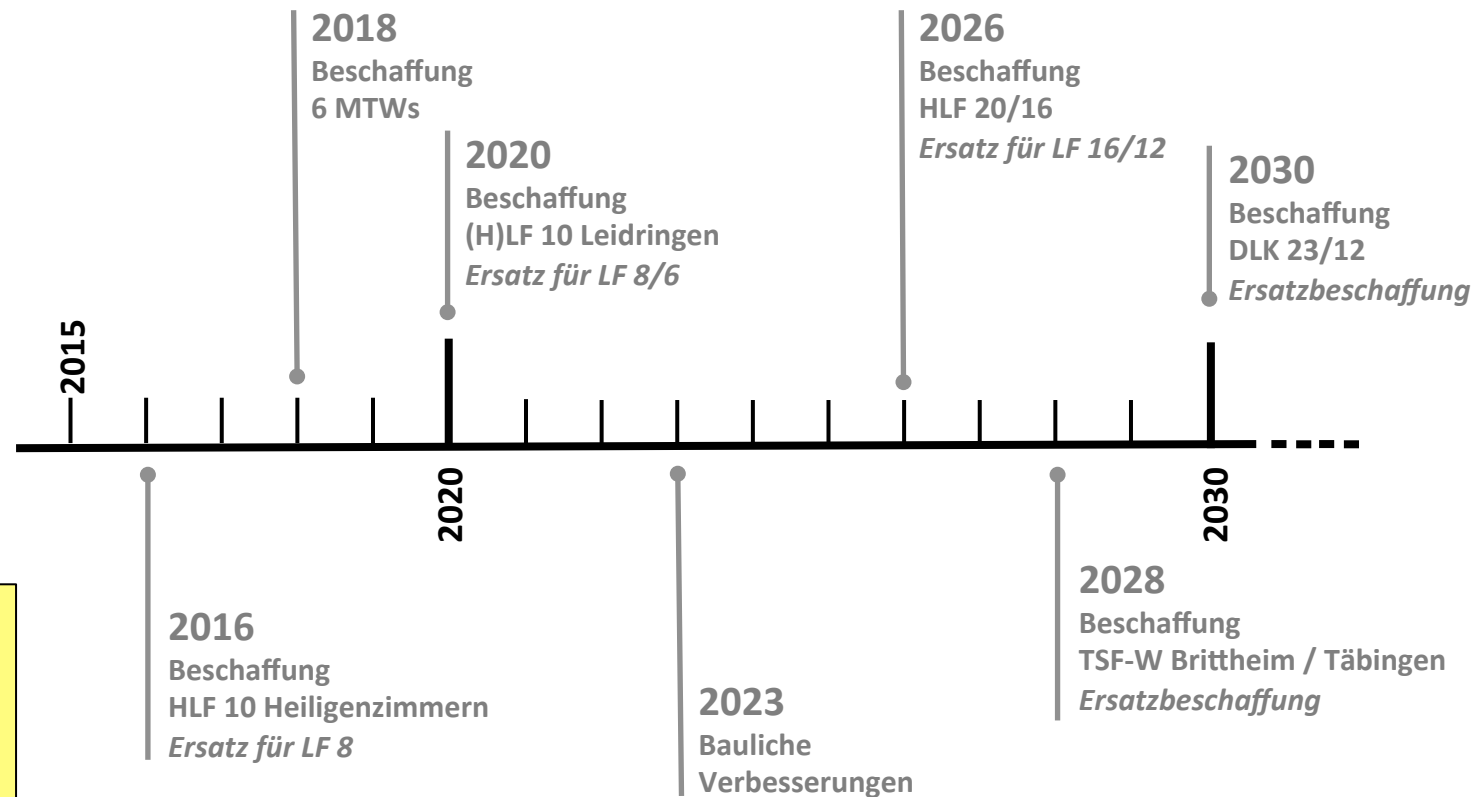 2018
Beschaffung
6 MTWs
2020
Beschaffung
(H)LF 10 Leidringen
Ersatz für LF 8/6
2026
Beschaffung
HLF 20/16
Ersatz für LF 16/12
2030
Beschaffung
DLK 23/12
Ersatzbeschaffung
2015
2020
2030
2016
Beschaffung
HLF 10 Heiligenzimmern
Ersatz für LF 8
2023
Bauliche
Verbesserungen
2028
Beschaffung
TSF-W Brittheim / Täbingen
Ersatzbeschaffung